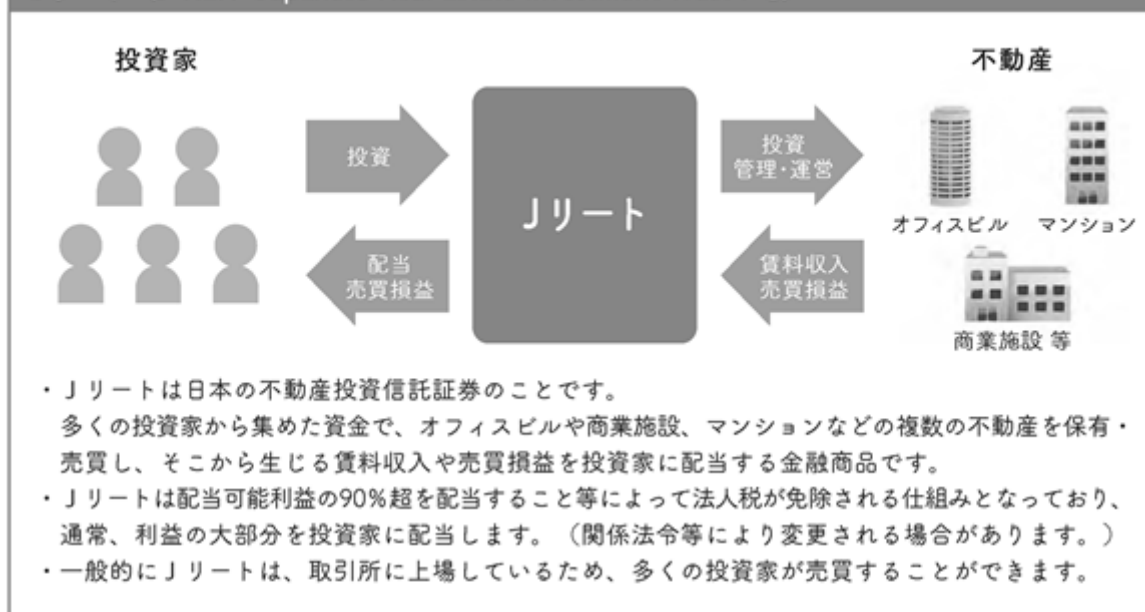 投資家
不動産
投資
Jリート
投資
管理・運営
オフィスビル
マンション
配当
売買損益
賃料収入
売買損益
商業施設 等
・Jリートは日本の不動産投資信託証券のことです。
多くの投資家から集めた資金で、オフィスビルや商業施設、マンションなどの複数の不動産を保有・
売買し、そこから生じる賃料収入や売買損益を投資家に配当する金融商品です。
・Jリートは配当可能利益の90%超を配当すること等によって法人税が免除される仕組みとなっており、
通常、利益の大部分を投資家に配当します。（関係法令等により変更される場合があります。）
・一般的にJリートは、取引所に上場しているため、多くの投資家が売買することができます。